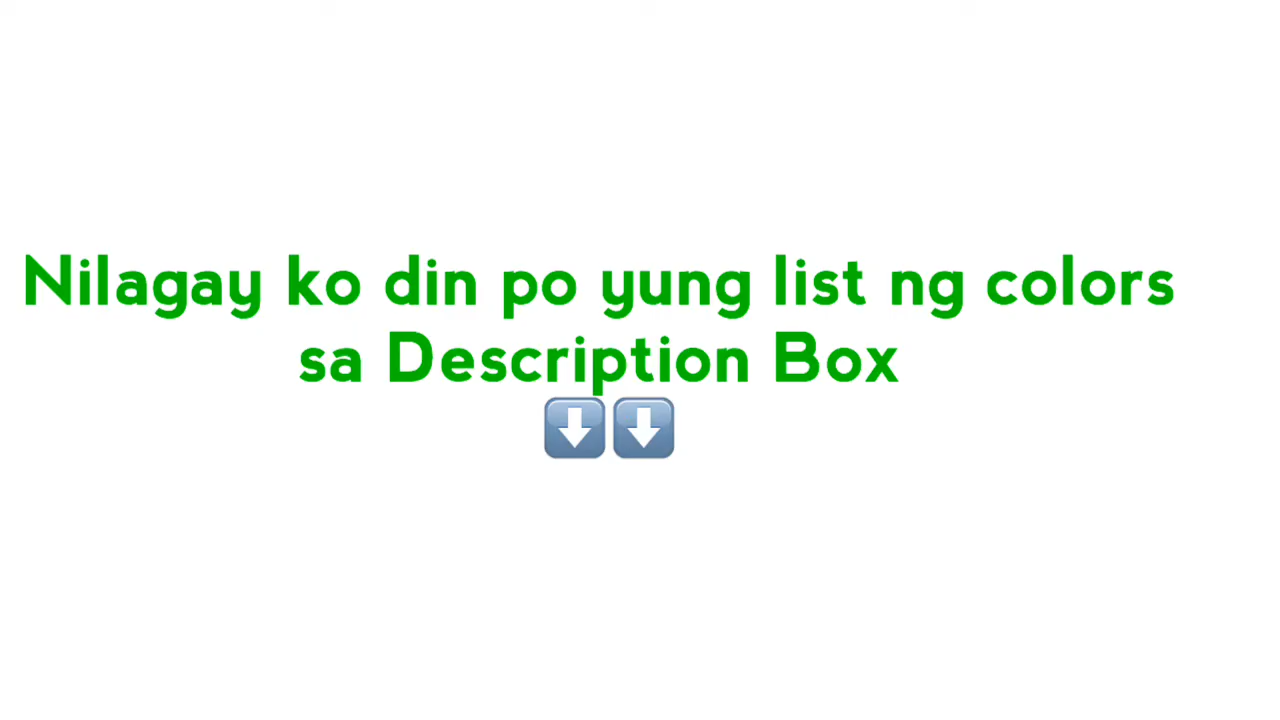 Nilagay ko din po yung list ng colors
sa Description Box
⬇️⬇️